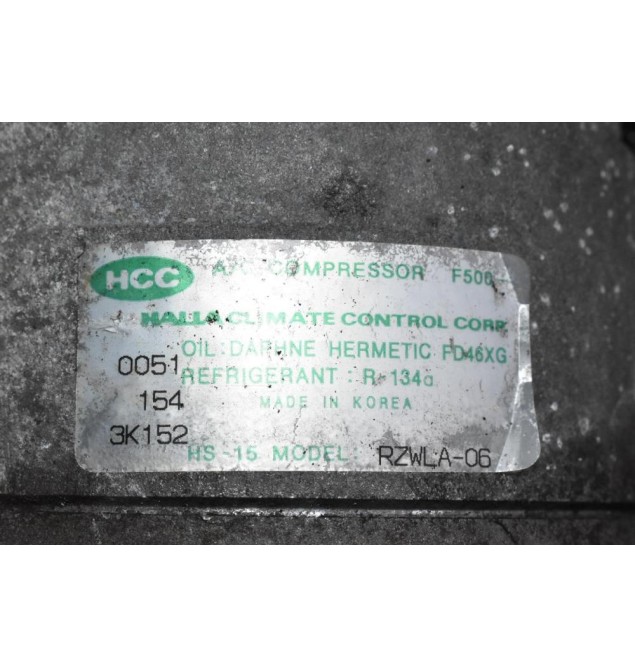 HCC A/C COMPRESSOR F500
HALLA CLIMATE CONTROL CORP.
OIL: DAPHNE HERMETIC FD46XG
0051
REFRIGERANT : R-134a
154 MADE IN KOREA
3K152
HS-15 MODEL: RZWLA-06